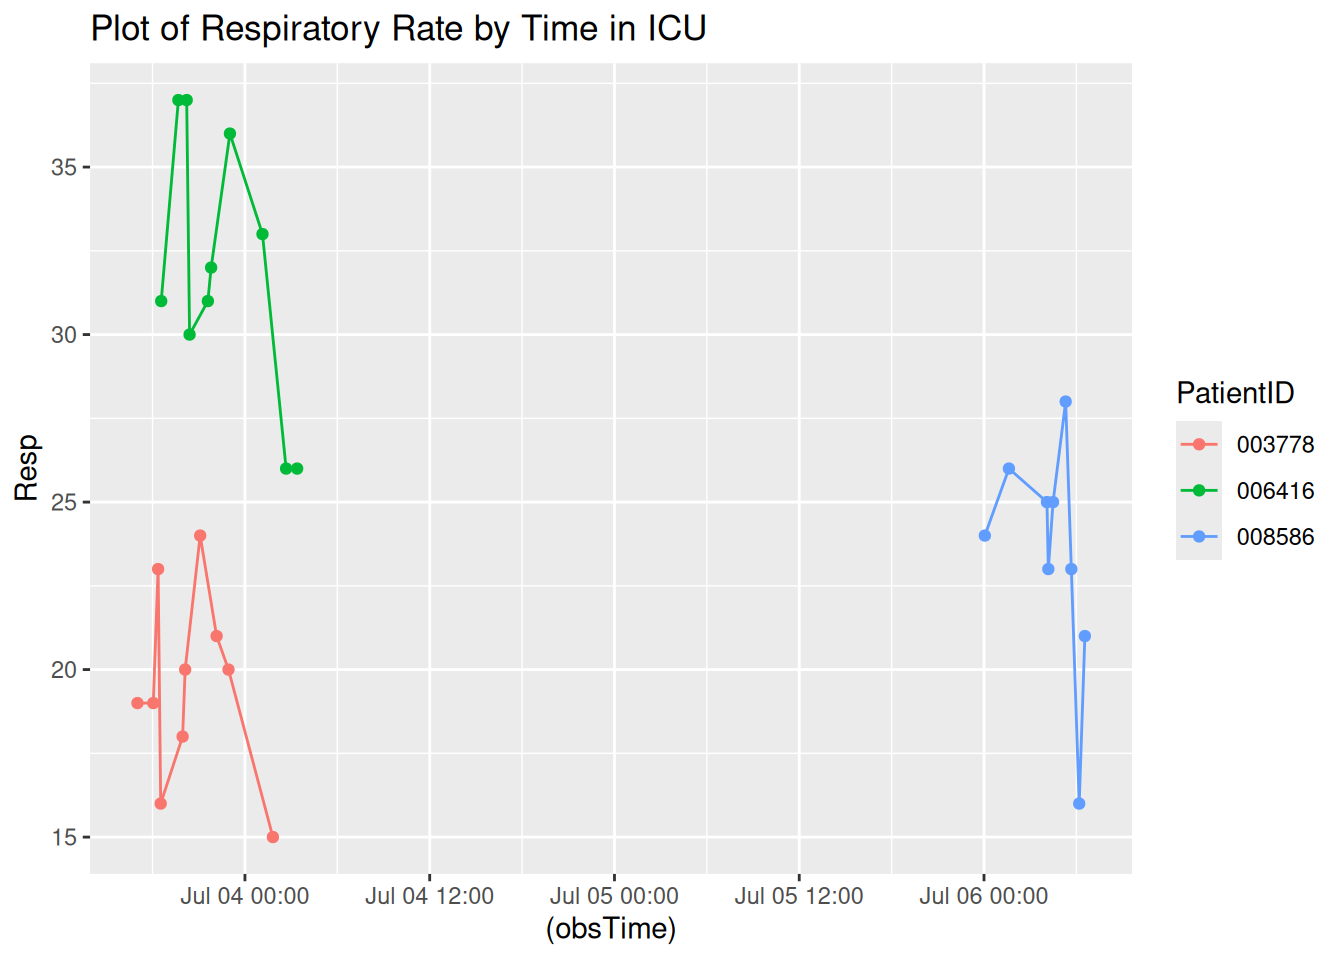 Plot of Respiratory Rate by Time in ICU
Resp
35
30
25
20
15
Jul 04 00:00
Jul 04 12:00
Jul 05 00:00
Jul 05 12:00
Jul 06 00:00
(obsTime)
PatientID
003778
006416
008586